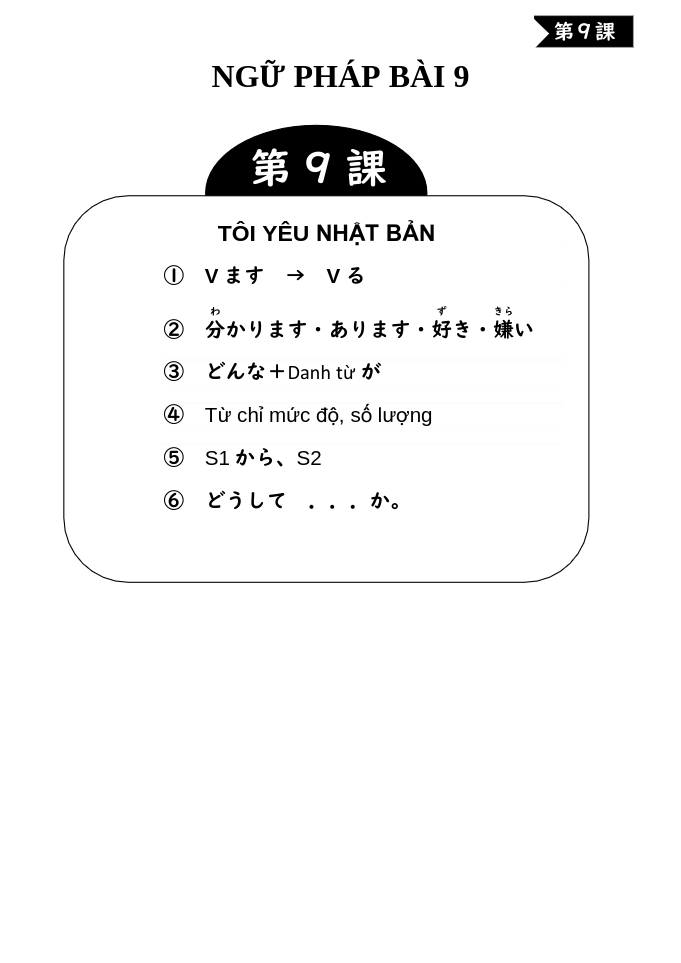 第9課
NGỮ PHÁP BÀI 9
第9課
TÔI YÊU NHẬT BẢN
① V ます → V る
わ ず きら
② 分かります・あります・好き・嫌い
③ どんな＋Danh từ が
④ Từ chỉ mức độ, số lượng
⑤ S1 から、S2
⑥ どうして ．．．か。